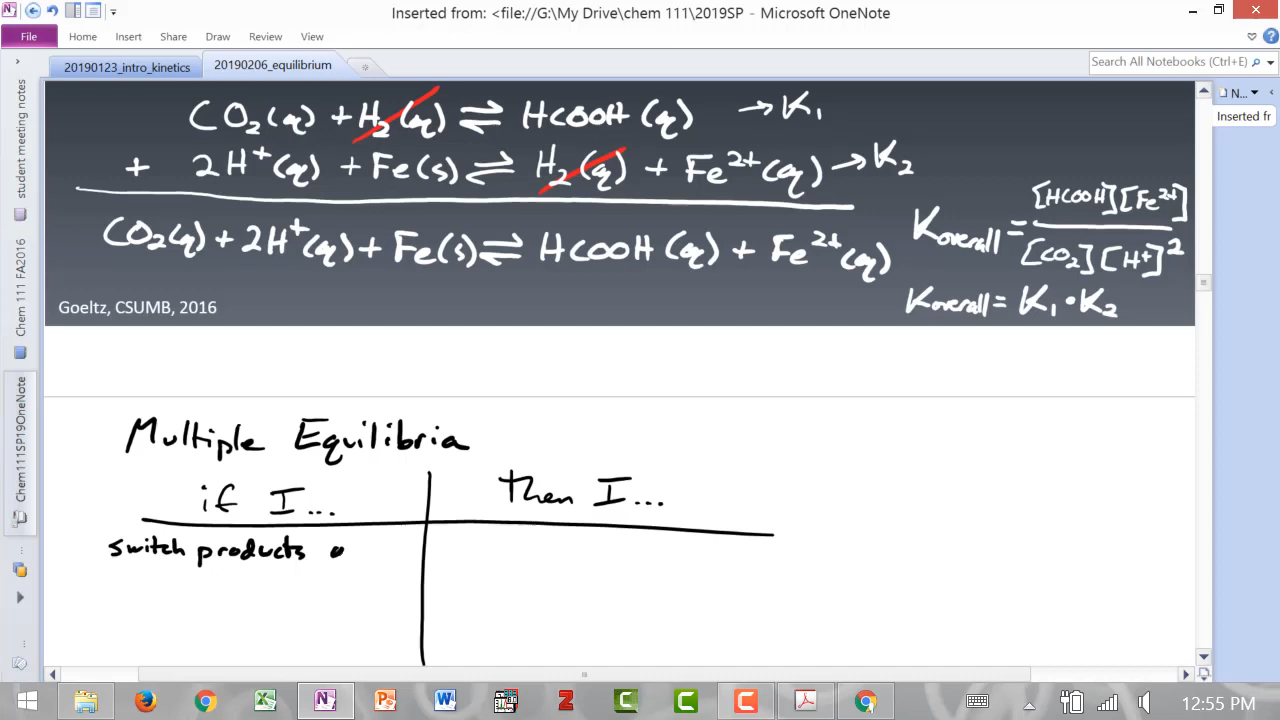 Inserted from: <file://G:\My Drive\chem 111\2019SP - Microsoft OneNote
File Home Insert Share Draw Review View
20190123_intro_kinetics 20190206_equilibrium Search All Notebooks (Ctrl+E)
N...
Inserted fr
student meeting notes
Chem 111 FA2016
Chem111SP19OneNote
CO₂(g) + H₂(g) ⇌ HCOOH (g) → K₁
+ 2H⁺(q) + Fe(s) ⇌ H₂(g) + Fe²⁺(q) → K₂
CO₂(g) + 2H⁺(q) + Fe(s) ⇌ HCOOH (g) + Fe²⁺(q)
Koverall = [HCOOH][Fe²⁺] / [CO₂][H⁺]²
Koverall = K₁ • K₂
Goeltz, CSUMB, 2016
Multiple Equilibria
if I... then I...
switch products
12:55 PM